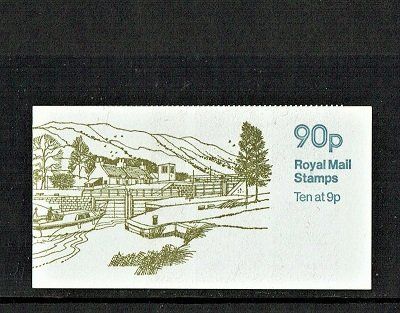 90p
Royal Mail
Stamps
Ten at 9p